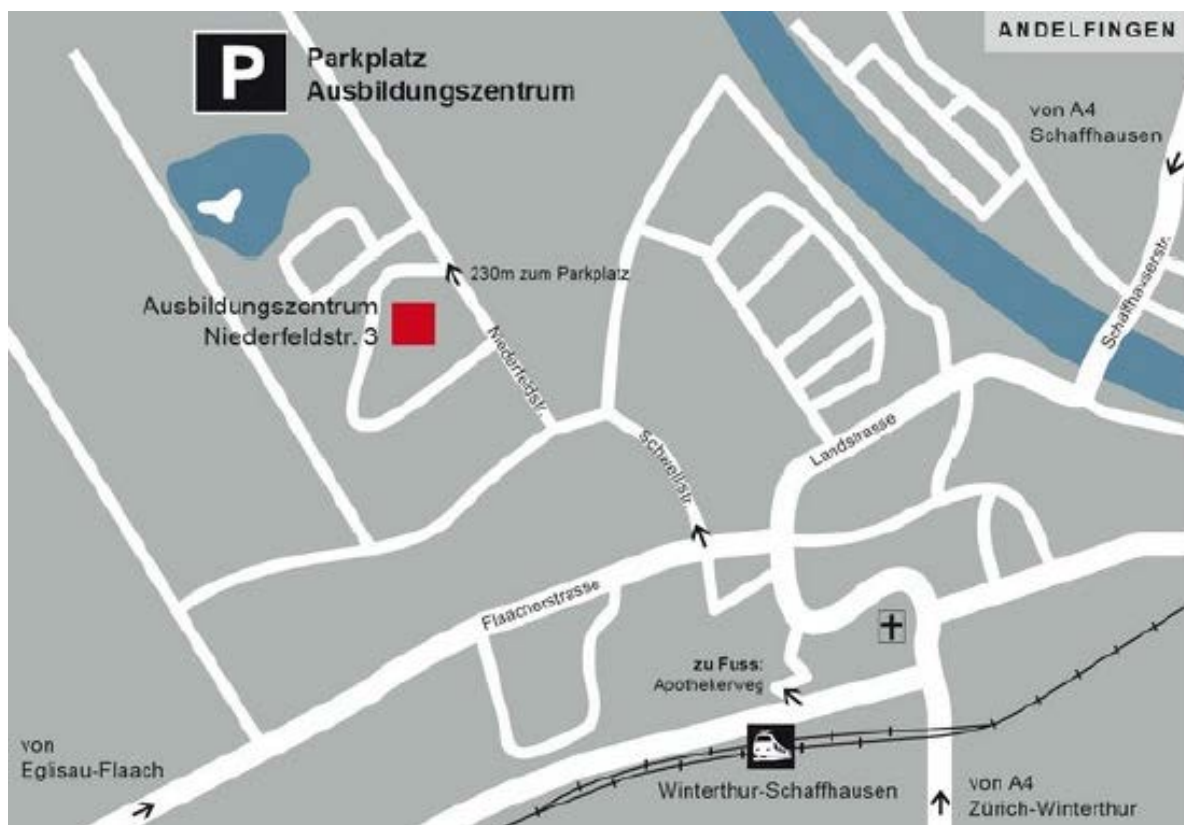 ANDELFINGEN
P
Parkplatz
Ausbildungszentrum
von A4
Schaffhausen
Schaffhauserstr.
230m zum Parkplatz
Ausbildungszentrum
Niederfeldstr. 3
Niederfeldstr.
Schwellistr.
Landstrasse
Flaacherstrasse
zu Fuss:
Apothekerweg
von
Eglisau-Flaach
Winterthur-Schaffhausen
von A4
Zürich-Winterthur